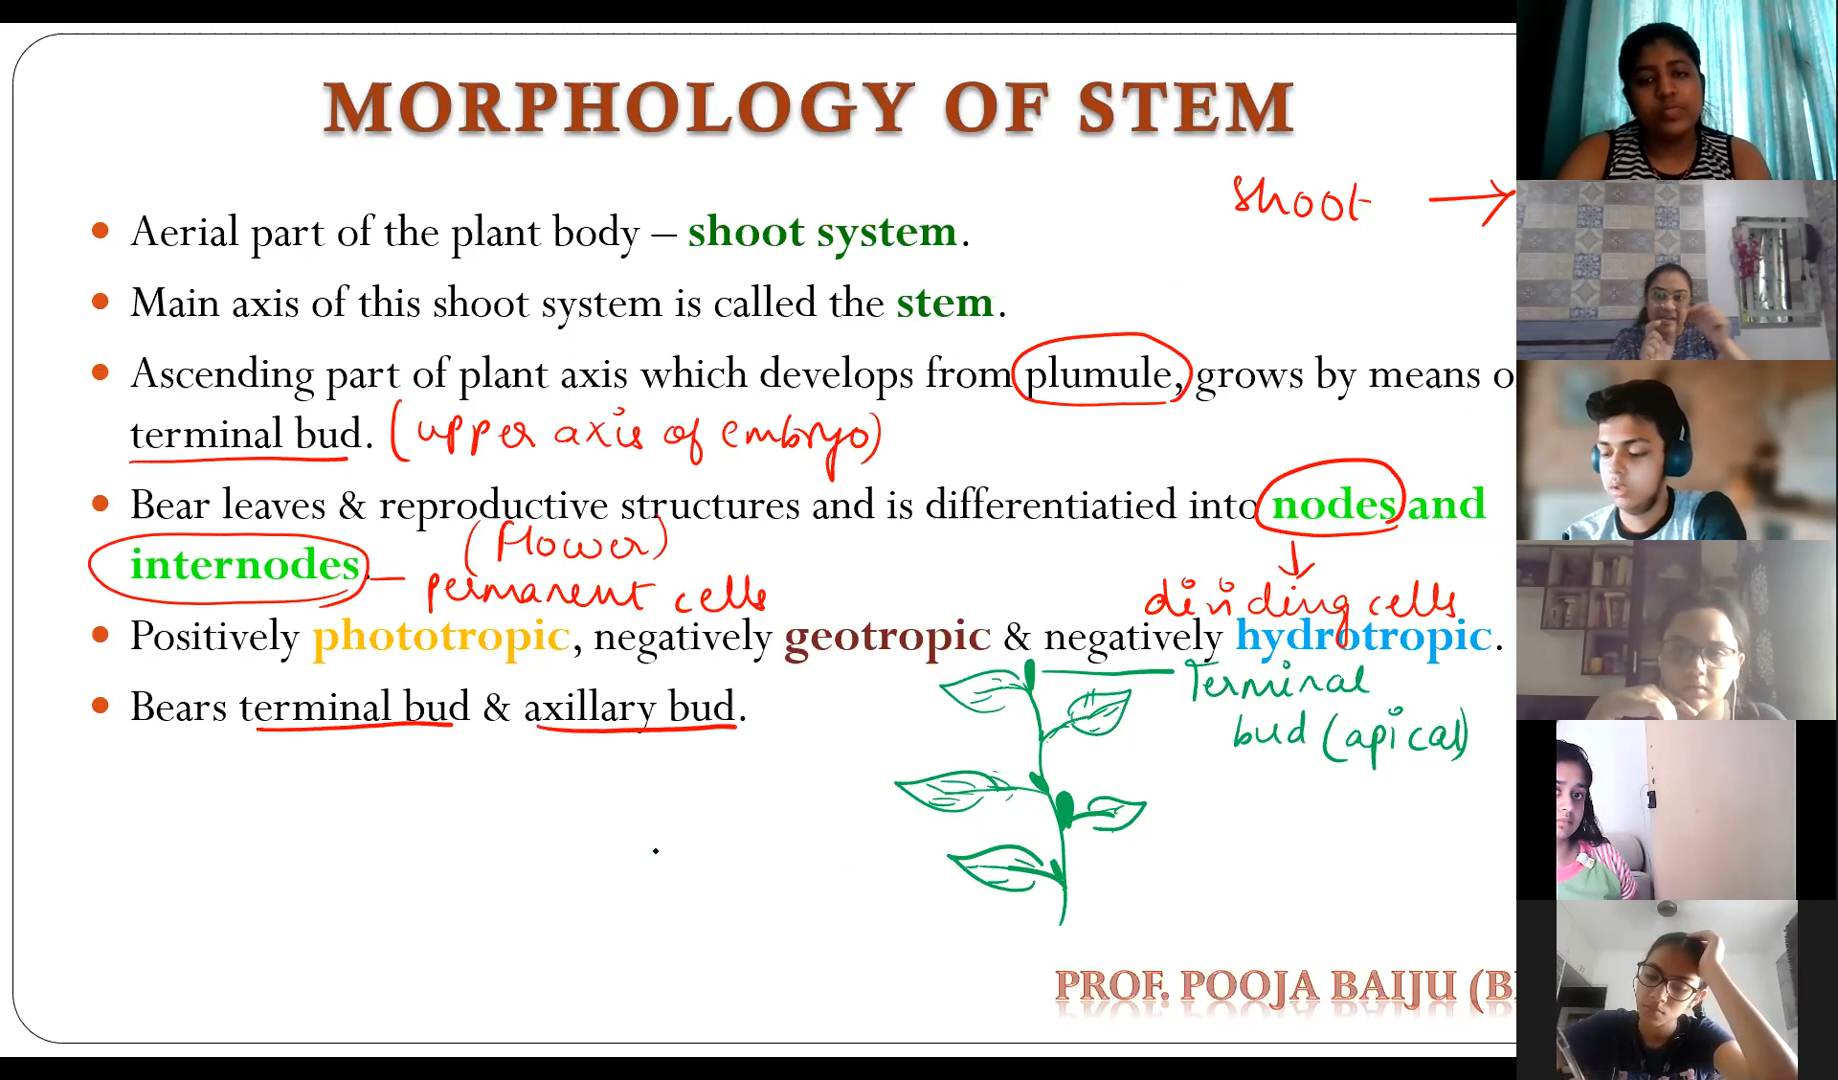 MORPHOLOGY OF STEM
shoot →
• Aerial part of the plant body – shoot system.
• Main axis of this shoot system is called the stem.
• Ascending part of plant axis which develops from plumule, grows by means o
terminal bud. (upper axis of embryo)
• Bear leaves & reproductive structures and is differentiatied into nodes and
(flower)
internodes. – permanent cells
dividing cells
• Positively phototropic, negatively geotropic & negatively hydrotropic.
Terminal
• Bears terminal bud & axillary bud.
bud (apical)
PROF. POOJA BAIJU (B